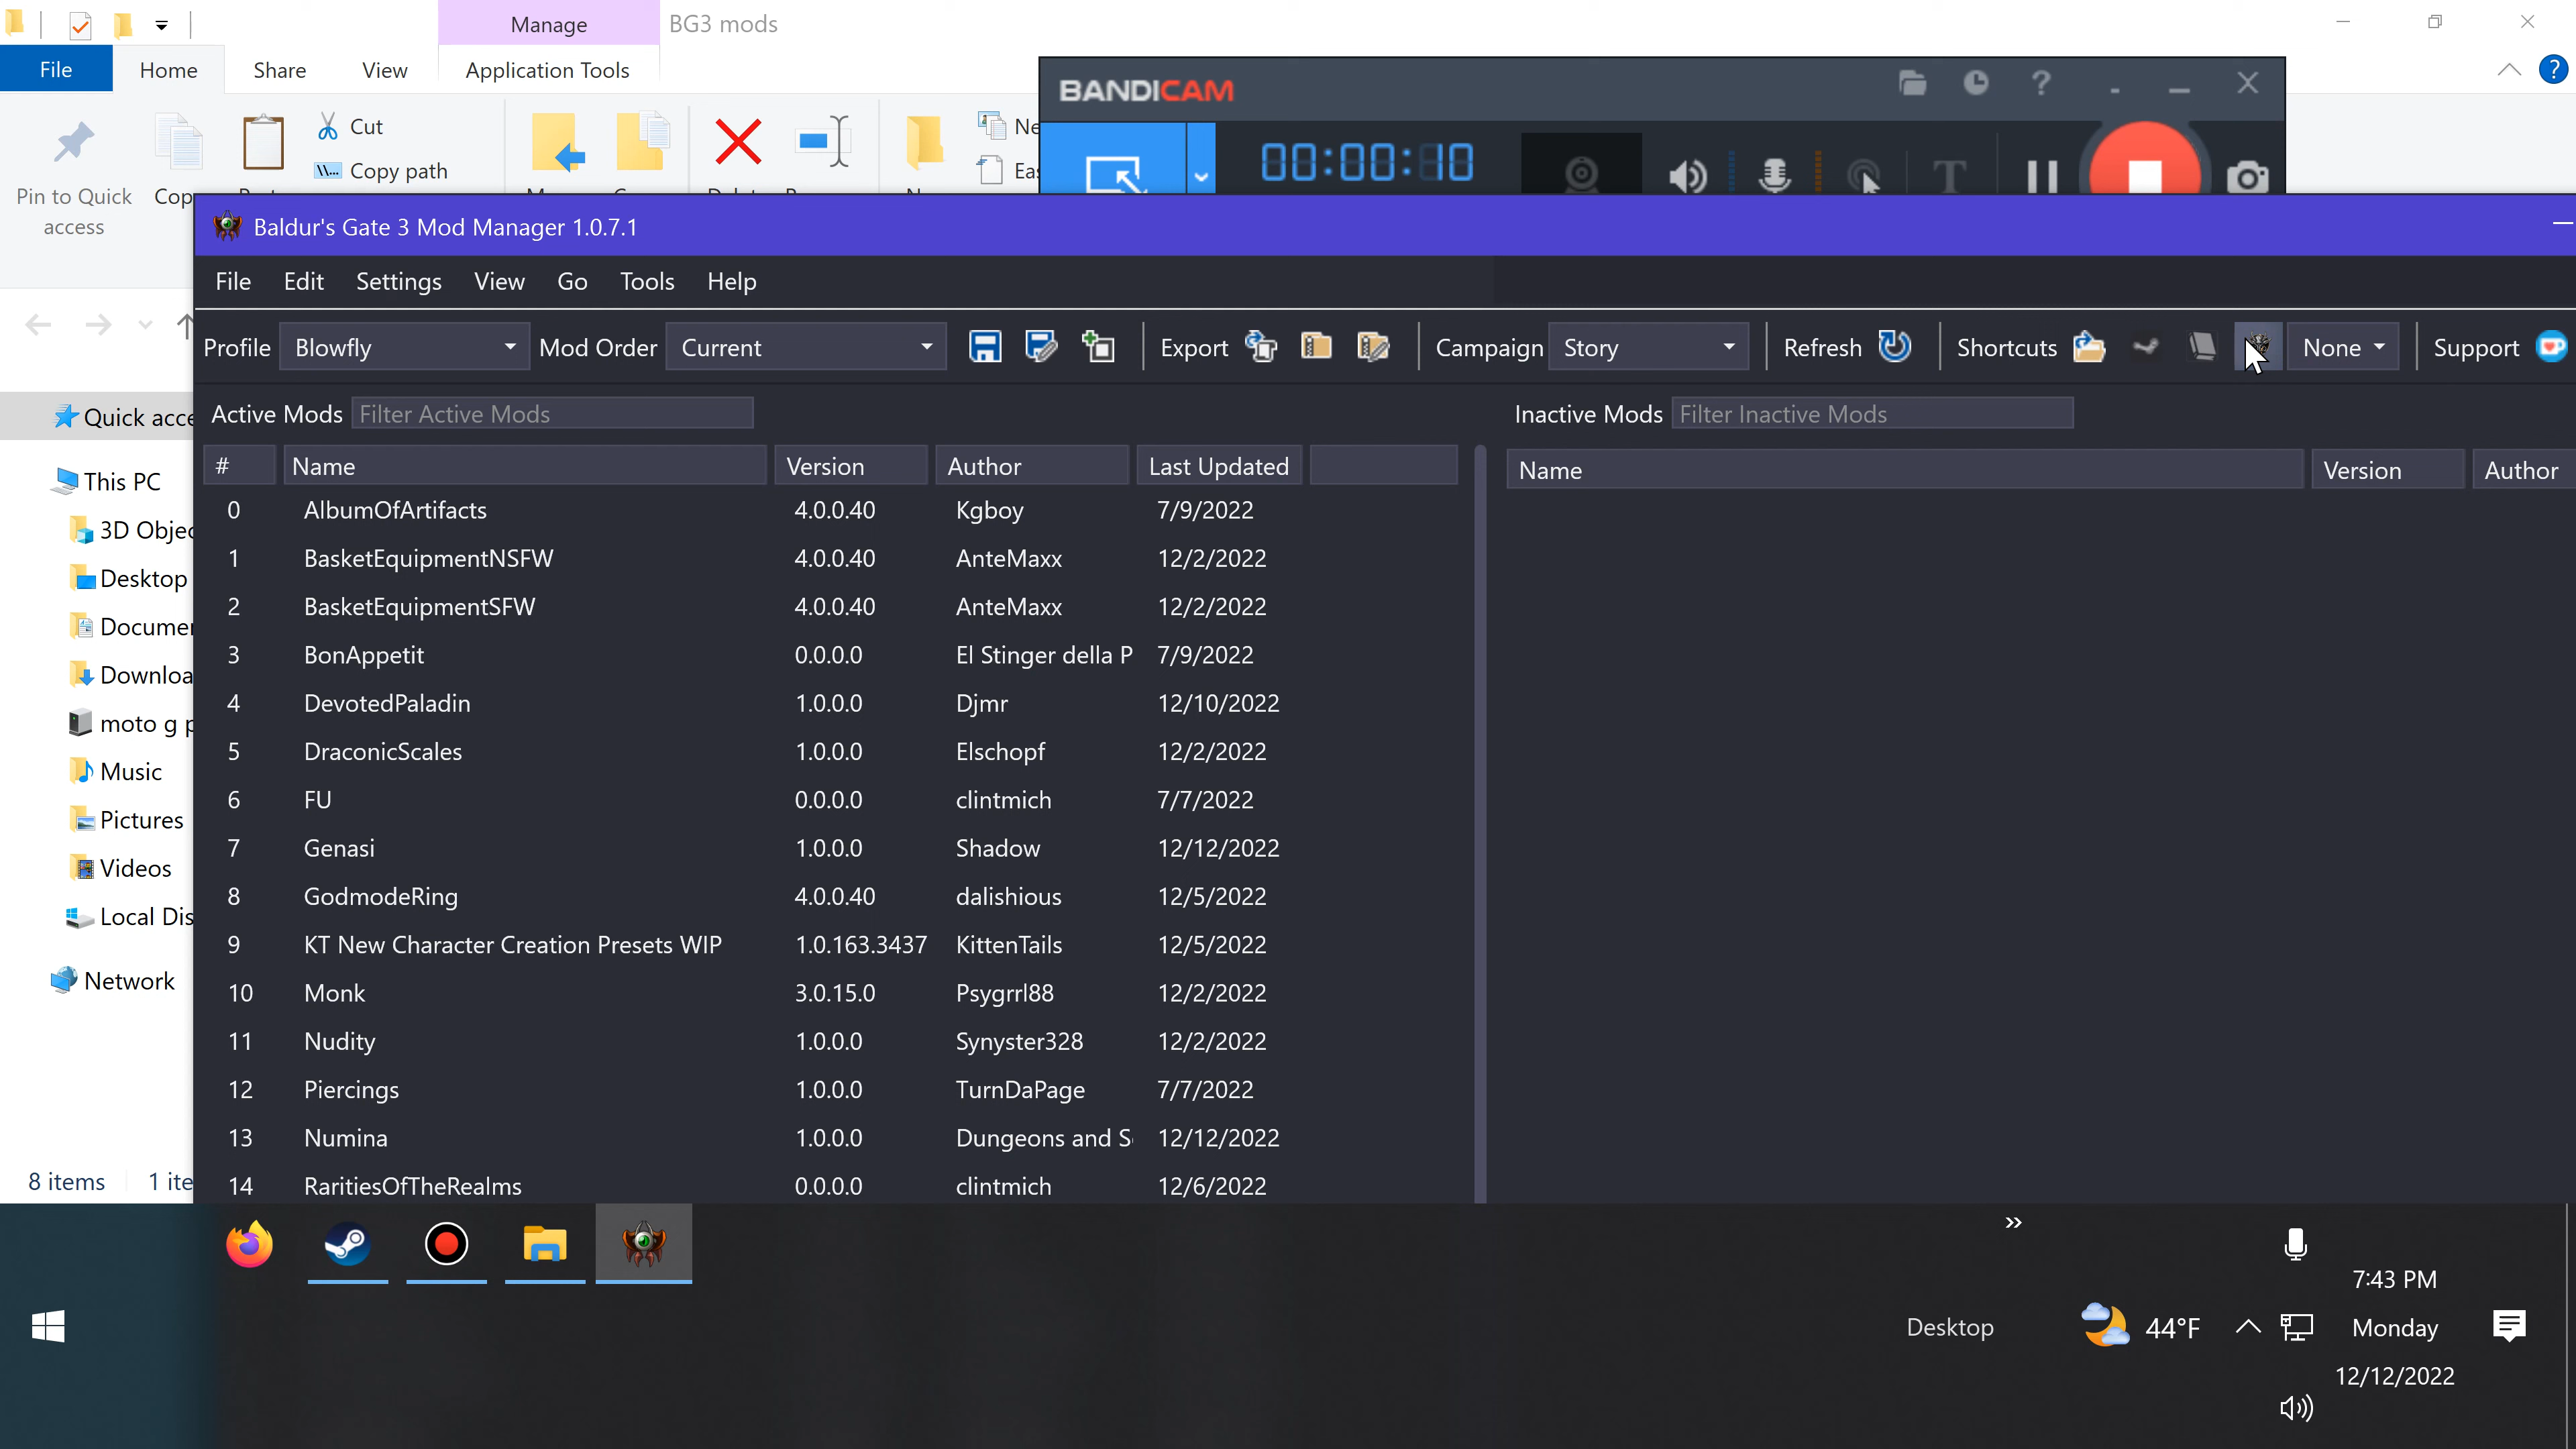 Manage BG3 mods
File Home Share View Application Tools
BANDICAM
Cut
Copy path
Pin to Quick access
00:00:10
Baldur's Gate 3 Mod Manager 1.0.7.1
File Edit Settings View Go Tools Help
Profile Blowfly Mod Order Current Export Campaign Story Refresh Shortcuts None Support
Quick acce
Active Mods Filter Active Mods Inactive Mods Filter Inactive Mods
# Name Version Author Last Updated Name Version Author
This PC
3D Objec
Desktop
Documen
Downloa
moto g p
Music
Pictures
Videos
Local Dis
Network
0 AlbumOfArtifacts 4.0.0.40 Kgboy 7/9/2022
1 BasketEquipmentNSFW 4.0.0.40 AnteMaxx 12/2/2022
2 BasketEquipmentSFW 4.0.0.40 AnteMaxx 12/2/2022
3 BonAppetit 0.0.0.0 El Stinger della P 7/9/2022
4 DevotedPaladin 1.0.0.0 Djmr 12/10/2022
5 DraconicScales 1.0.0.0 Elschopf 12/2/2022
6 FU 0.0.0.0 clintmich 7/7/2022
7 Genasi 1.0.0.0 Shadow 12/12/2022
8 GodmodeRing 4.0.0.40 dalishious 12/5/2022
9 KT New Character Creation Presets WIP 1.0.163.3437 KittenTails 12/5/2022
10 Monk 3.0.15.0 Psygrrl88 12/2/2022
11 Nudity 1.0.0.0 Synyster328 12/2/2022
12 Piercings 1.0.0.0 TurnDaPage 7/7/2022
13 Numina 1.0.0.0 Dungeons and S 12/12/2022
14 RaritiesOfTheRealms 0.0.0.0 clintmich 12/6/2022
8 items 1 ite
Desktop 44°F
7:43 PM
Monday
12/12/2022